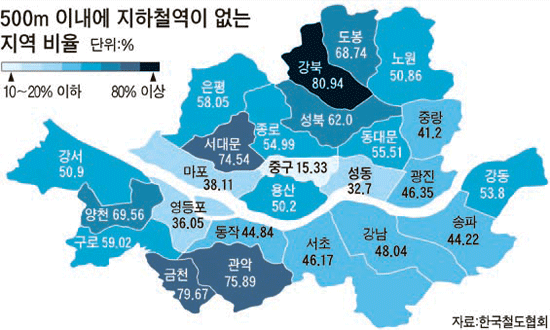 500m 이내에 지하철역이 없는
지역 비율 단위:%
10~20% 이하
80% 이상
도봉
68.74
노원
50.86
강북
80.94
은평
58.05
성북 62.0
중랑
41.2
서대문
74.54
종로
54.99
동대문
55.51
강서
50.9
마포
38.11
중구 15.33
성동
32.7
광진
46.35
강동
53.8
용산
50.2
양천 69.56
영등포
36.05
구로 59.02
동작 44.84
서초
46.17
강남
48.04
송파
44.22
금천
79.67
관악
75.89
자료:한국철도협회